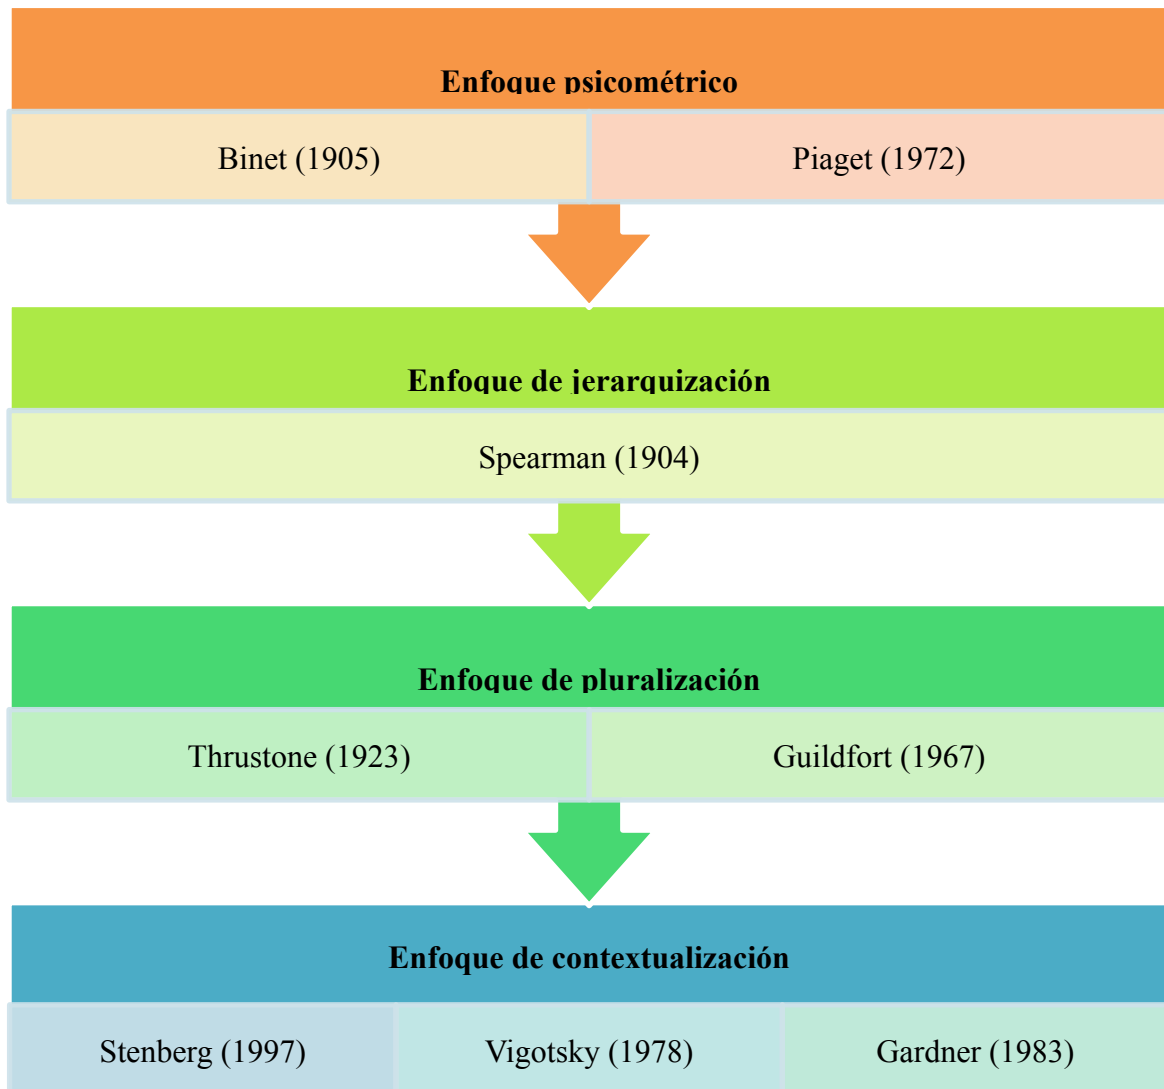 Enfoque psicométrico
Binet (1905)
Piaget (1972)
Enfoque de jerarquización
Spearman (1904)
Enfoque de pluralización
Thrustone (1923)
Guildfort (1967)
Enfoque de contextualización
Stenberg (1997)
Vigotsky (1978)
Gardner (1983)